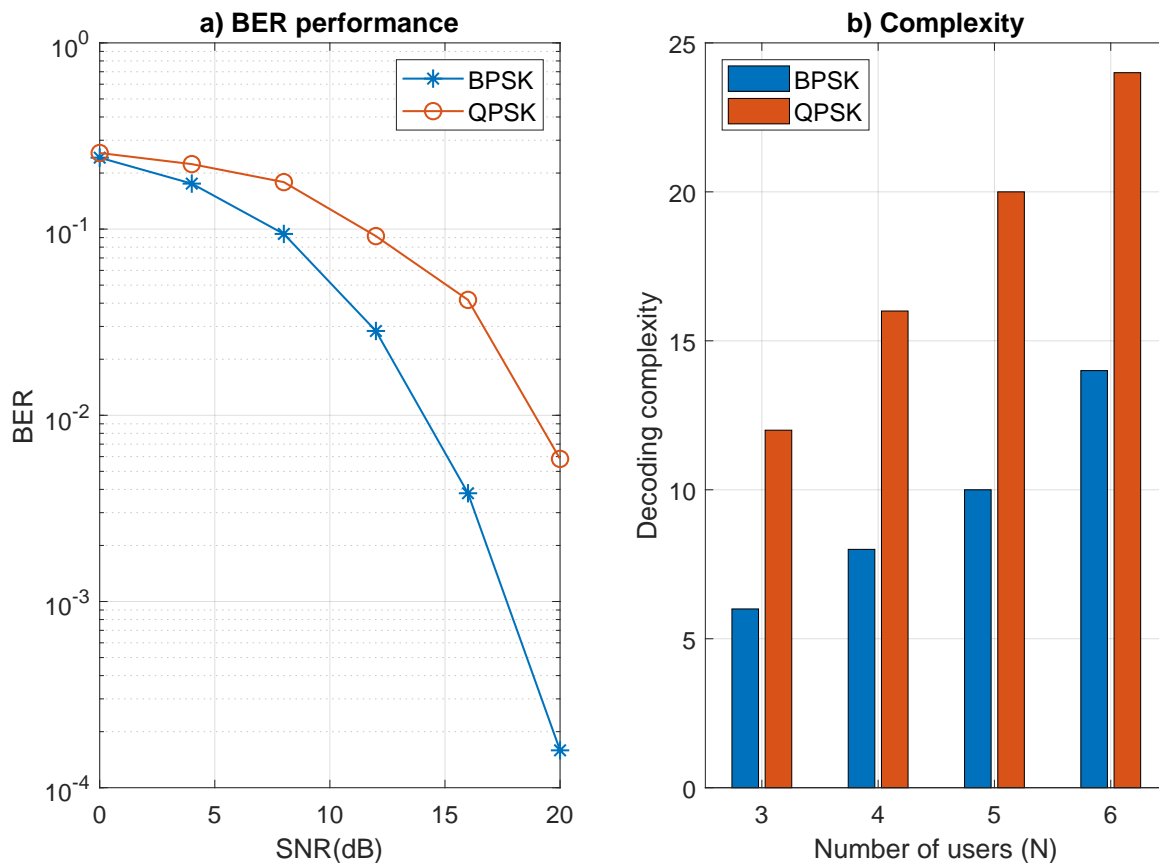 a) BER performance
10^0
10^-1
10^-2
10^-3
10^-4
BER
BPSK
QPSK
0 5 10 15 20
SNR(dB)
b) Complexity
25
20
15
10
5
0
Decoding complexity
BPSK
QPSK
3 4 5 6
Number of users (N)